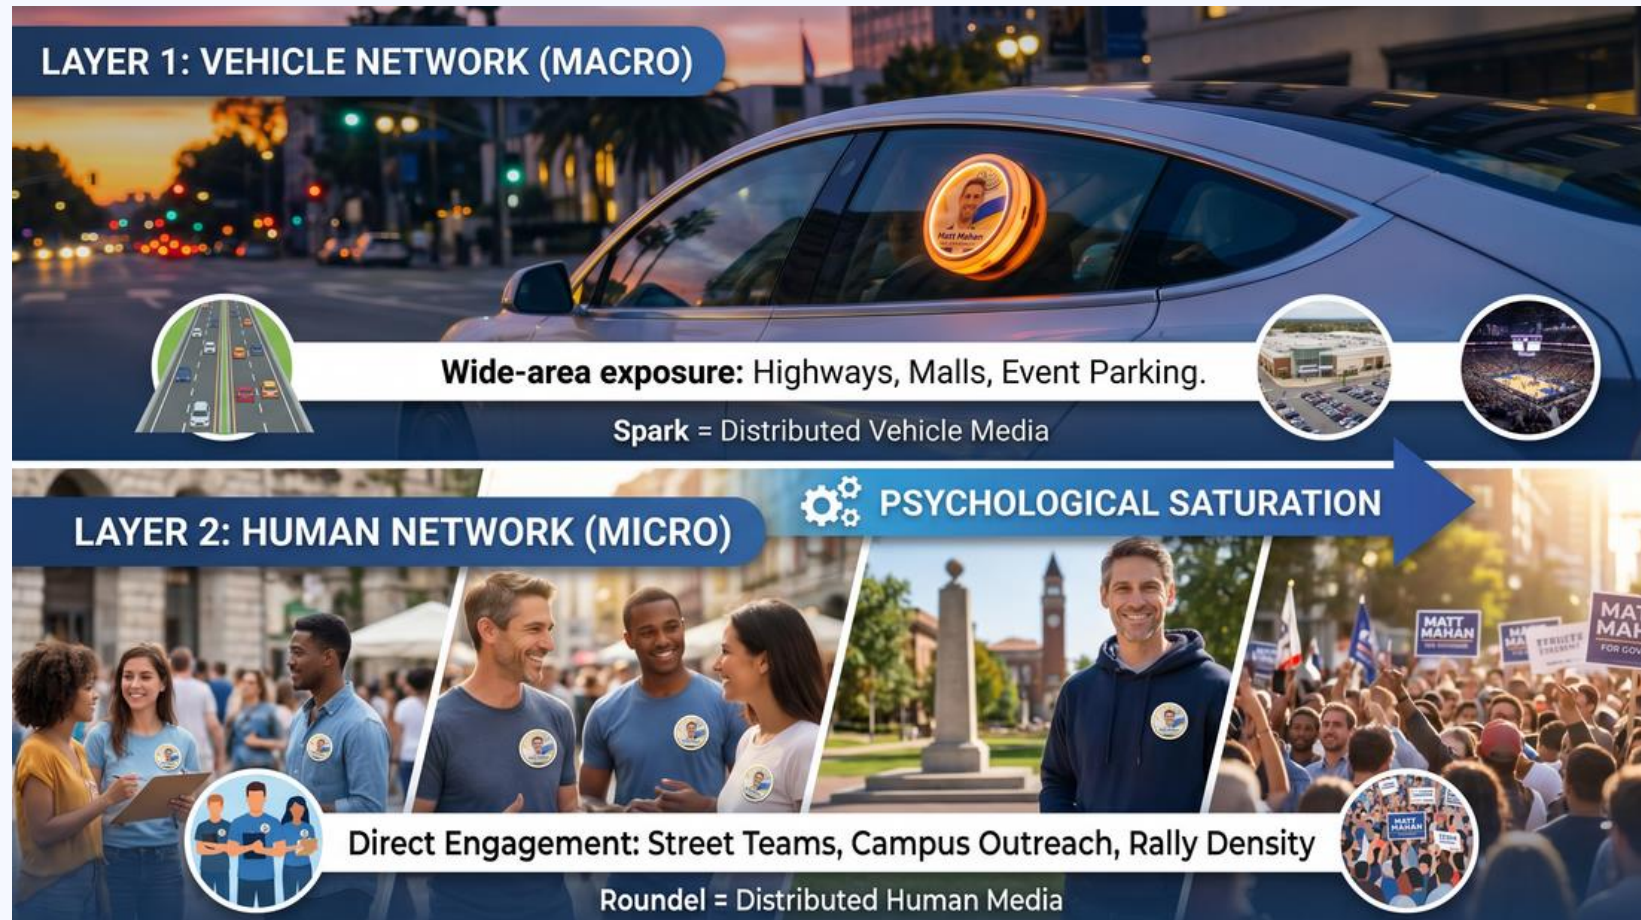 LAYER 1: VEHICLE NETWORK (MACRO)
Matt Mahan
Wide-area exposure: Highways, Malls, Event Parking.
Spark = Distributed Vehicle Media
PSYCHOLOGICAL SATURATION
LAYER 2: HUMAN NETWORK (MICRO)
MATT
MAHAN
MA
MAT
MAH
FOR GOV
Direct Engagement: Street Teams, Campus Outreach, Rally Density
MATT
MAHAN
Roundel = Distributed Human Media